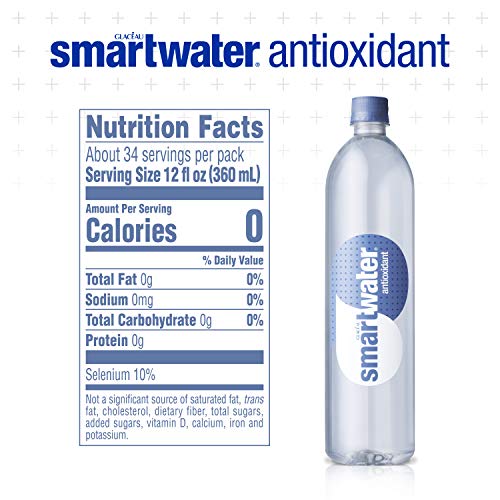 GLACÉAU
smartwater® antioxidant
Nutrition Facts
About 34 servings per pack
Serving Size 12 fl oz (360 mL)
Amount Per Serving
Calories 0
% Daily Value
Total Fat 0g 0%
Sodium 0mg 0%
Total Carbohydrate 0g 0%
Protein 0g
Selenium 10%
Not a significant source of saturated fat, trans
fat, cholesterol, dietary fiber, total sugars,
added sugars, vitamin D, calcium, iron and
potassium.
GLACÉAU
smartwater®
antioxidant